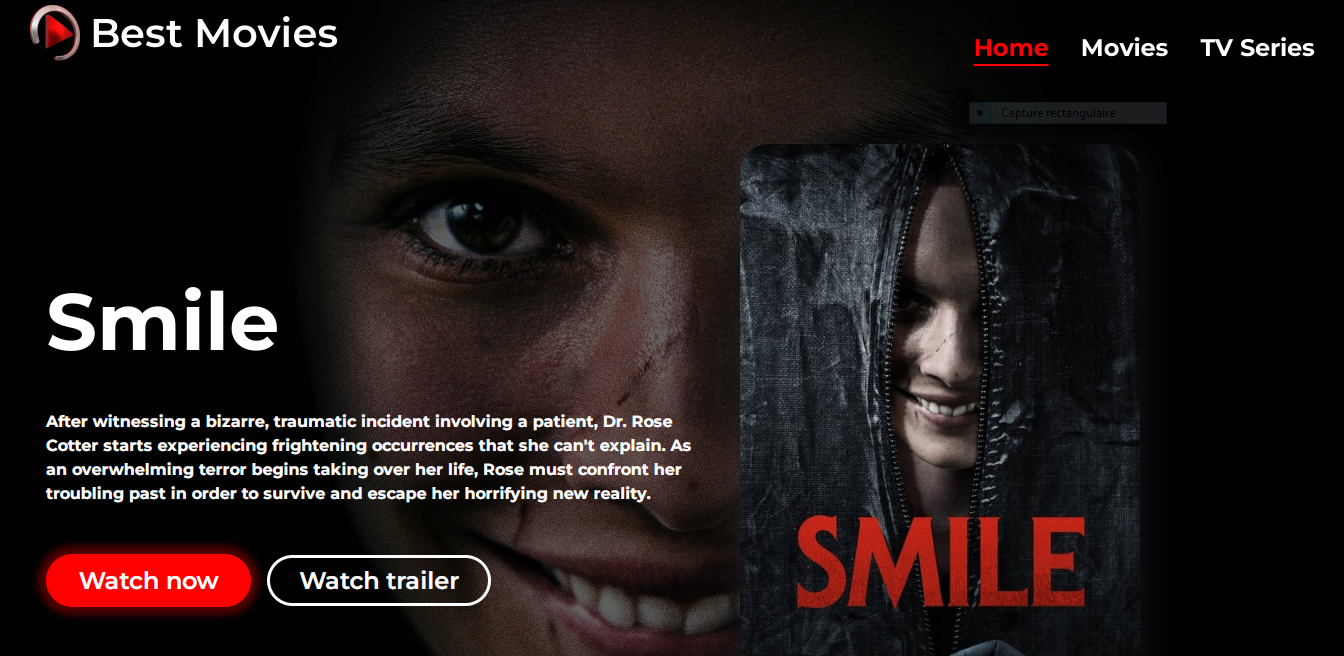 Best Movies
Home Movies TV Series
Capture rectangulaire
Smile
After witnessing a bizarre, traumatic incident involving a patient, Dr. Rose
Cotter starts experiencing frightening occurrences that she can't explain. As
an overwhelming terror begins taking over her life, Rose must confront her
troubling past in order to survive and escape her horrifying new reality.
Watch now Watch trailer
SMILE